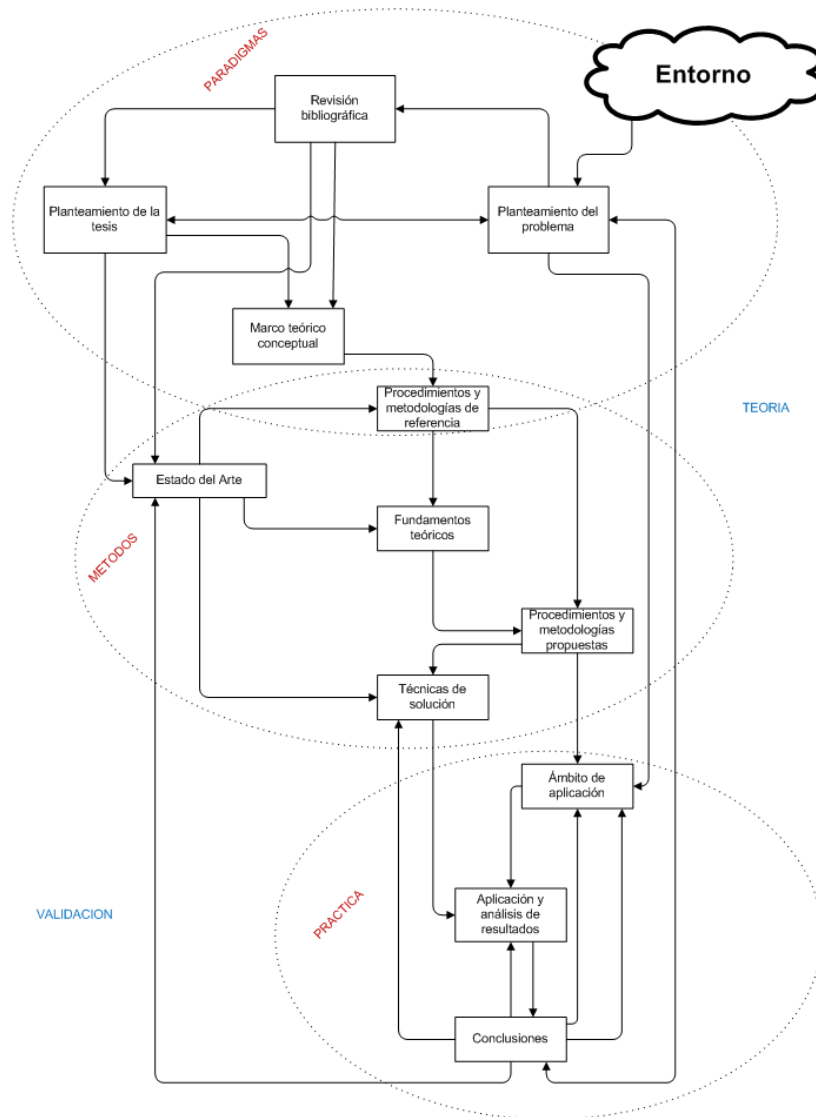 PARADIGMAS
Entorno
Revisión
bibliográfica
Planteamiento de la
tesis
Planteamiento del
problema
Marco teórico
conceptual
Procedimientos y
metodologías de
referencia
TEORIA
Estado del Arte
Fundamentos
teóricos
METODOS
Procedimientos y
metodologías
propuestas
Técnicas de
solución
Ámbito de
aplicación
Aplicación y
análisis de
resultados
PRACTICA
VALIDACION
Conclusiones